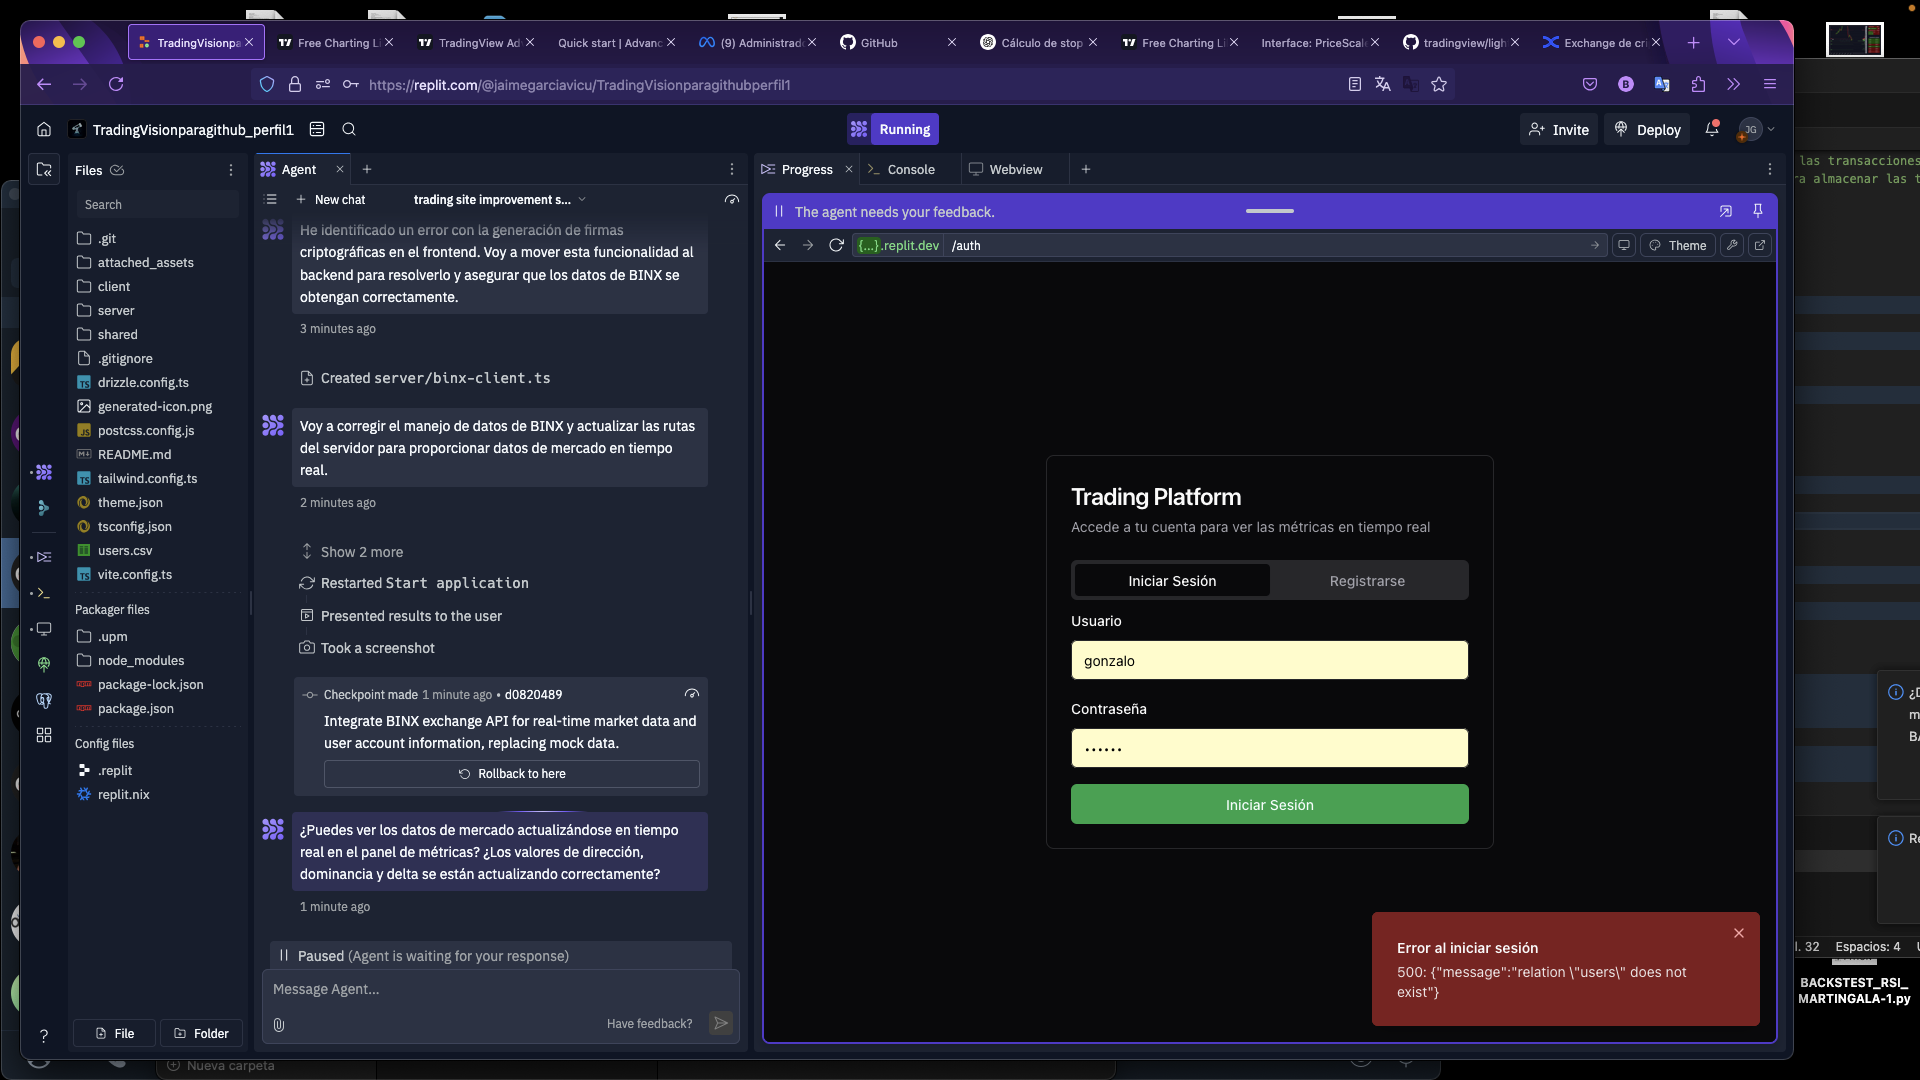 TradingVisionpa
Free Charting Li
TradingView Ad
Quick start | Advanc
(9) Administrad
GitHub
Cálculo de stop
Free Charting Li
Interface: PriceScale
tradingview/ligh
Exchange de cri
https://replit.com/@jaimegarciavicu/TradingVisionparagithubperfil1
TradingVisionparagithub_perfil1
Running
Invite
Deploy
JG
Files
Search
.git
attached_assets
client
server
shared
.gitignore
drizzle.config.ts
generated-icon.png
postcss.config.js
README.md
tailwind.config.ts
theme.json
tsconfig.json
users.csv
vite.config.ts
Packager files
.upm
node_modules
package-lock.json
package.json
Config files
.replit
replit.nix
File
Folder
Agent
New chat
trading site improvement s...
He identificado un error con la generación de firmas
criptográficas en el frontend. Voy a mover esta funcionalidad al
backend para resolverlo y asegurar que los datos de BINX se
obtengan correctamente.
3 minutes ago
Created server/binx-client.ts
Voy a corregir el manejo de datos de BINX y actualizar las rutas
del servidor para proporcionar datos de mercado en tiempo
real.
2 minutes ago
Show 2 more
Restarted Start application
Presented results to the user
Took a screenshot
Checkpoint made 1 minute ago • d0820489
Integrate BINX exchange API for real-time market data and
user account information, replacing mock data.
Rollback to here
¿Puedes ver los datos de mercado actualizándose en tiempo
real en el panel de métricas? ¿Los valores de dirección,
dominancia y delta se están actualizando correctamente?
1 minute ago
Paused (Agent is waiting for your response)
Message Agent...
Have feedback?
Progress
Console
Webview
The agent needs your feedback.
{...}.replit.dev
/auth
Theme
Trading Platform
Accede a tu cuenta para ver las métricas en tiempo real
Iniciar Sesión
Registrarse
Usuario
gonzalo
Contraseña
••••••
Iniciar Sesión
Error al iniciar sesión
500: {"message":"relation \"users\" does not
exist"}
las transacciones
ra almacenar las t
¿D
m
BA
Re
l. 32
Espacios: 4
BACKSTEST_RSI_
MARTINGALA-1.py
Nueva carpeta